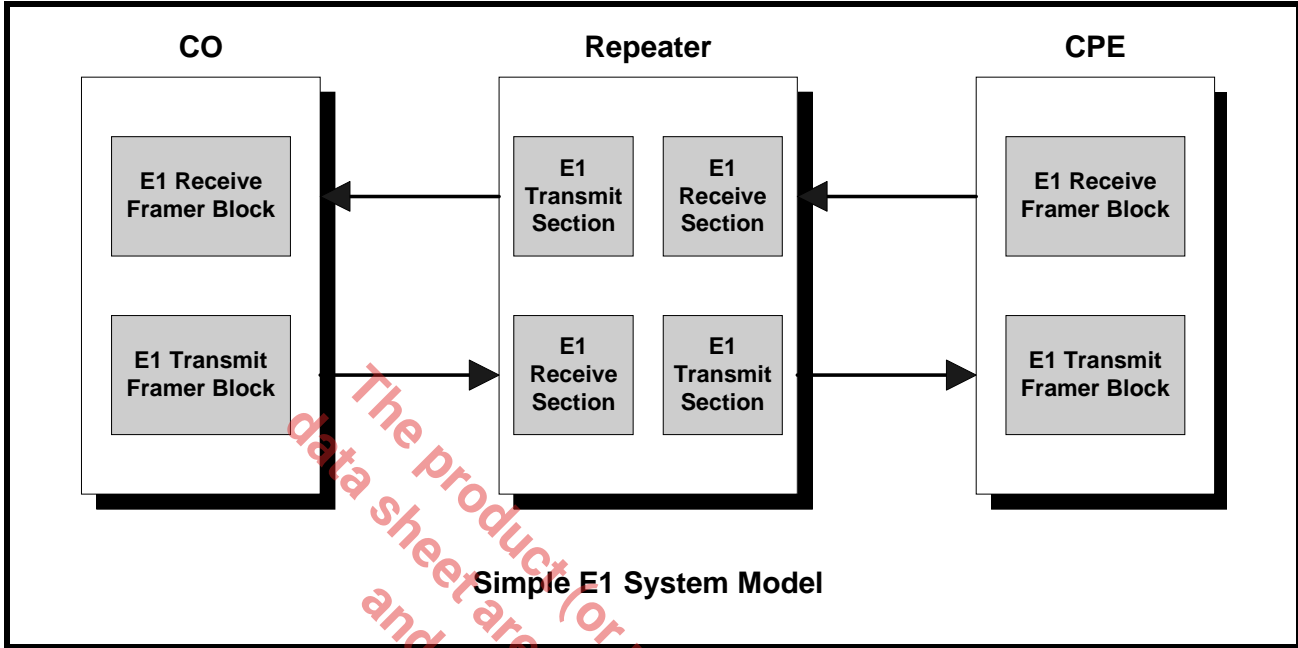 CO
Repeater
CPE
E1 Receive
Framer Block
E1
Transmit
Section
E1
Receive
Section
E1 Receive
Framer Block
E1 Transmit
Framer Block
E1
Receive
Section
E1
Transmit
Section
E1 Transmit
Framer Block
The product (or
data sheet are
and
Simple E1 System Model